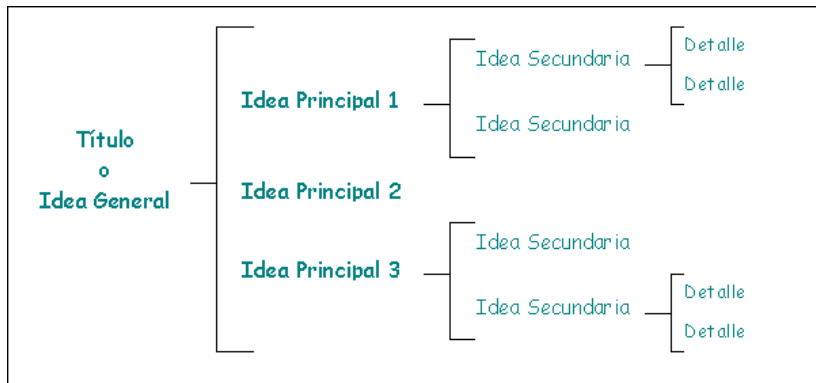 Título
o
Idea General
Idea Principal 1
Idea Secundaria
Detalle
Detalle
Idea Secundaria
Idea Principal 2
Idea Principal 3
Idea Secundaria
Idea Secundaria
Detalle
Detalle